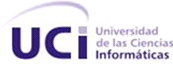 UCi
Universidad
de las Ciencias
Informáticas